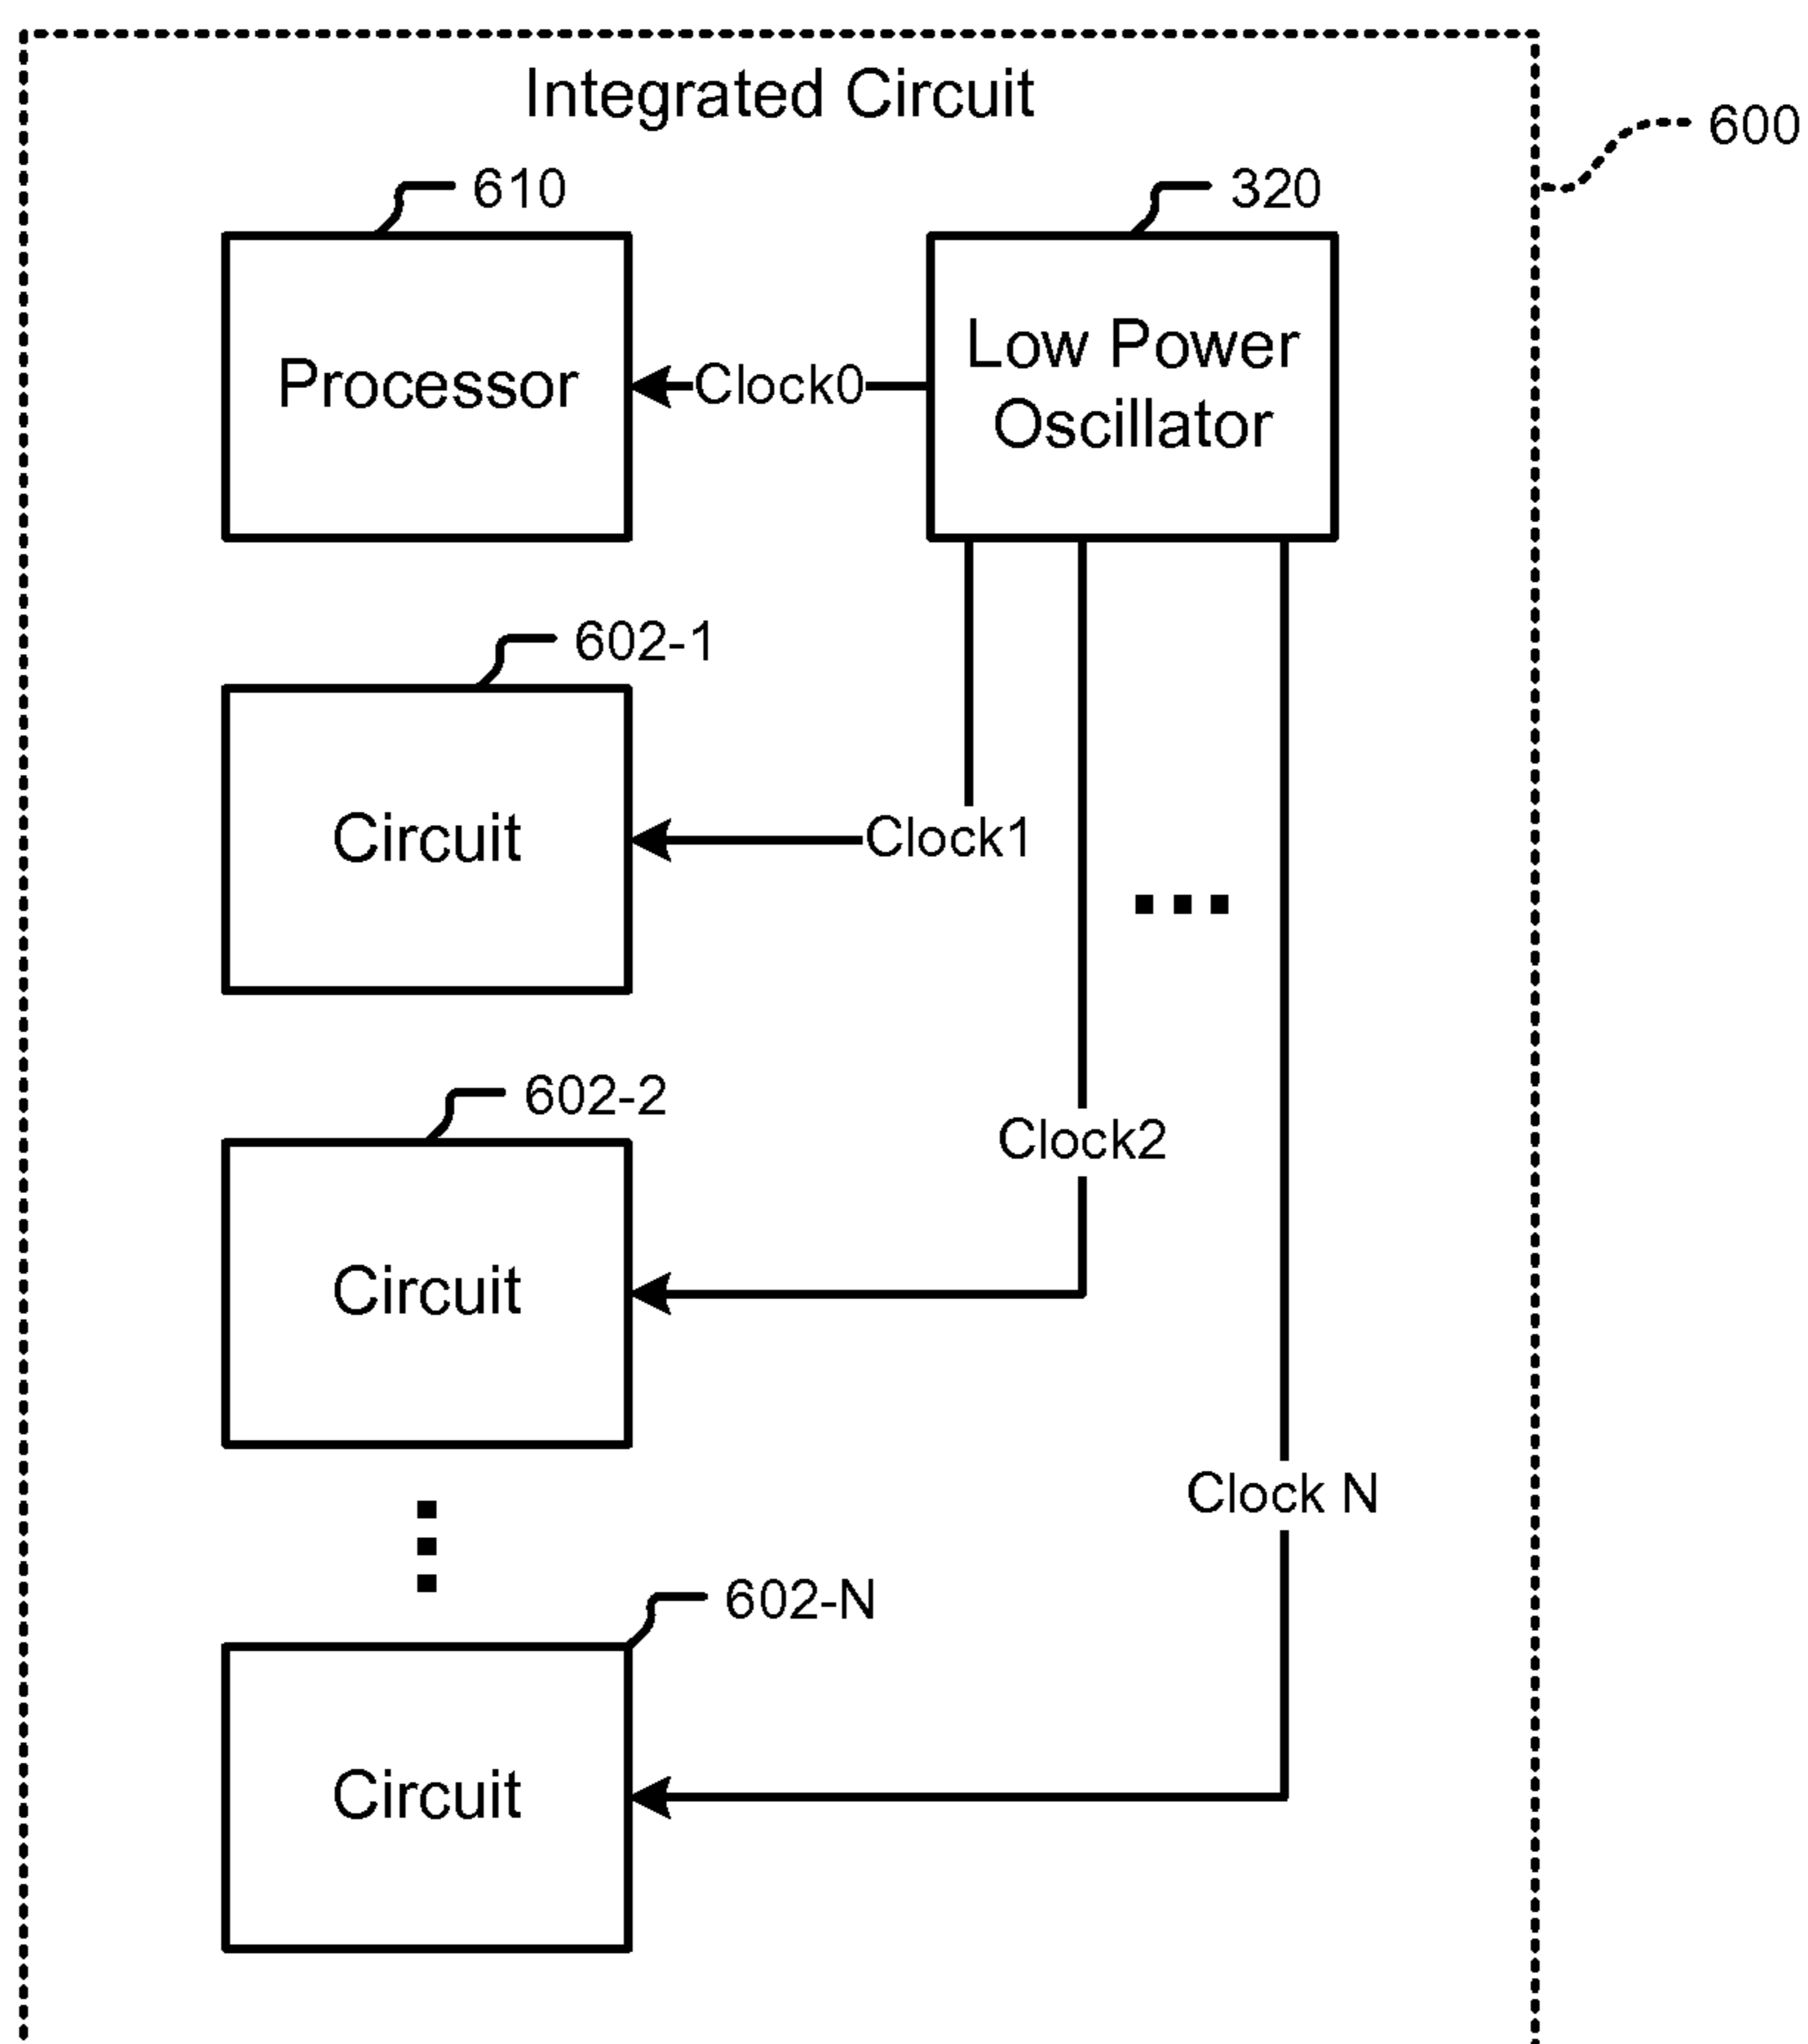 Integrated Circuit
600
610
320
Processor
Clock0
Low Power
Oscillator
602-1
Circuit
Clock1
602-2
Clock2
Circuit
Clock N
602-N
Circuit